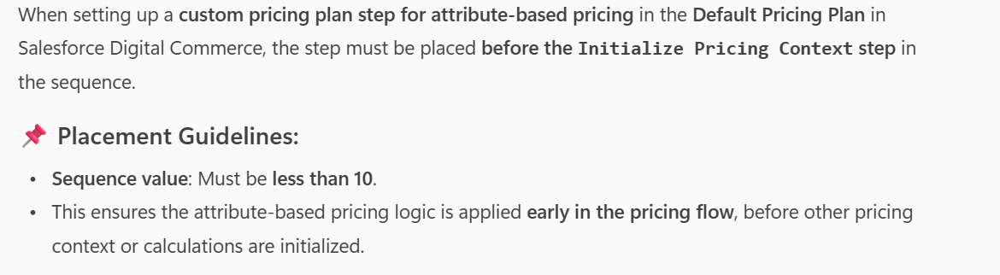 When setting up a custom pricing plan step for attribute-based pricing in the Default Pricing Plan in
Salesforce Digital Commerce, the step must be placed before the Initialize Pricing Context step in
the sequence.
📌 Placement Guidelines:
• Sequence value: Must be less than 10.
• This ensures the attribute-based pricing logic is applied early in the pricing flow, before other pricing
context or calculations are initialized.